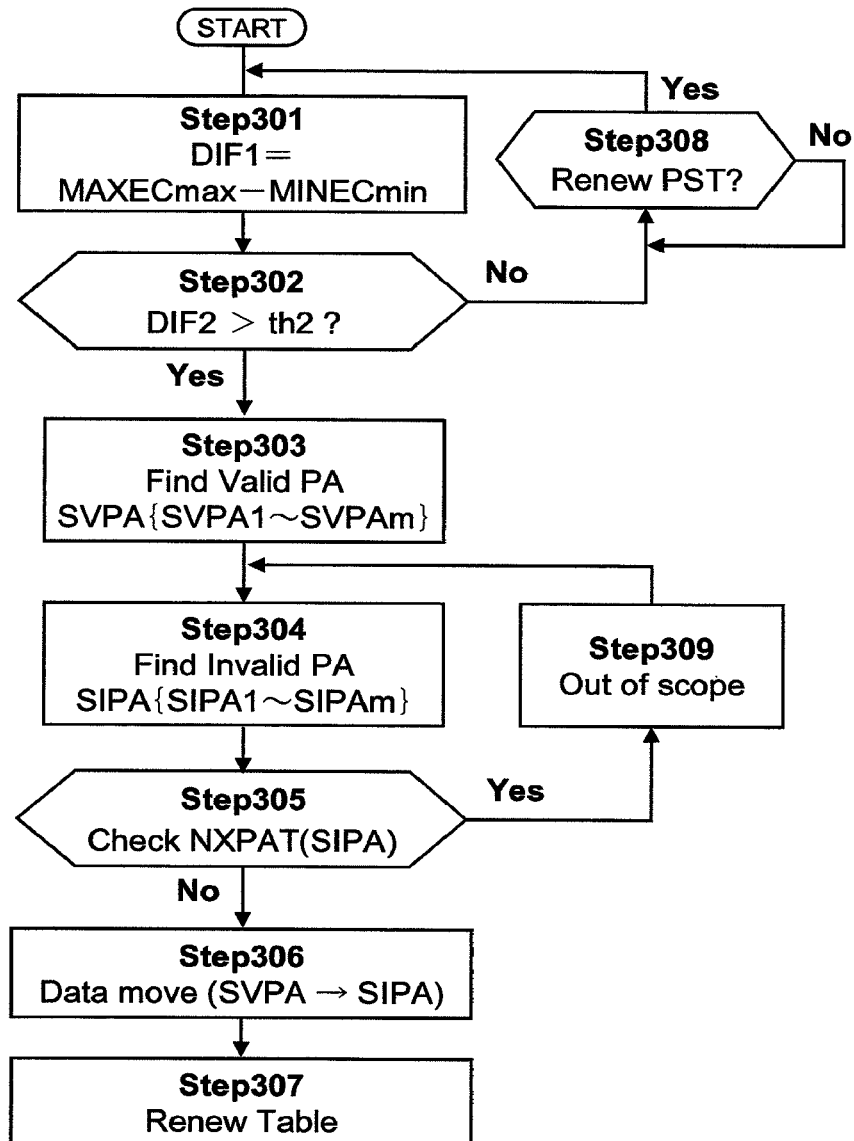 START
Yes
Step301
DIF1=
MAXECmax−MINECmin
Step308
Renew PST?
No
Step302
DIF2 > th2 ?
No
Yes
Step303
Find Valid PA
SVPA{SVPA1～SVPAm}
Step304
Find Invalid PA
SIPA{SIPA1～SIPAm}
Step309
Out of scope
Step305
Check NXPAT(SIPA)
Yes
No
Step306
Data move (SVPA → SIPA)
Step307
Renew Table